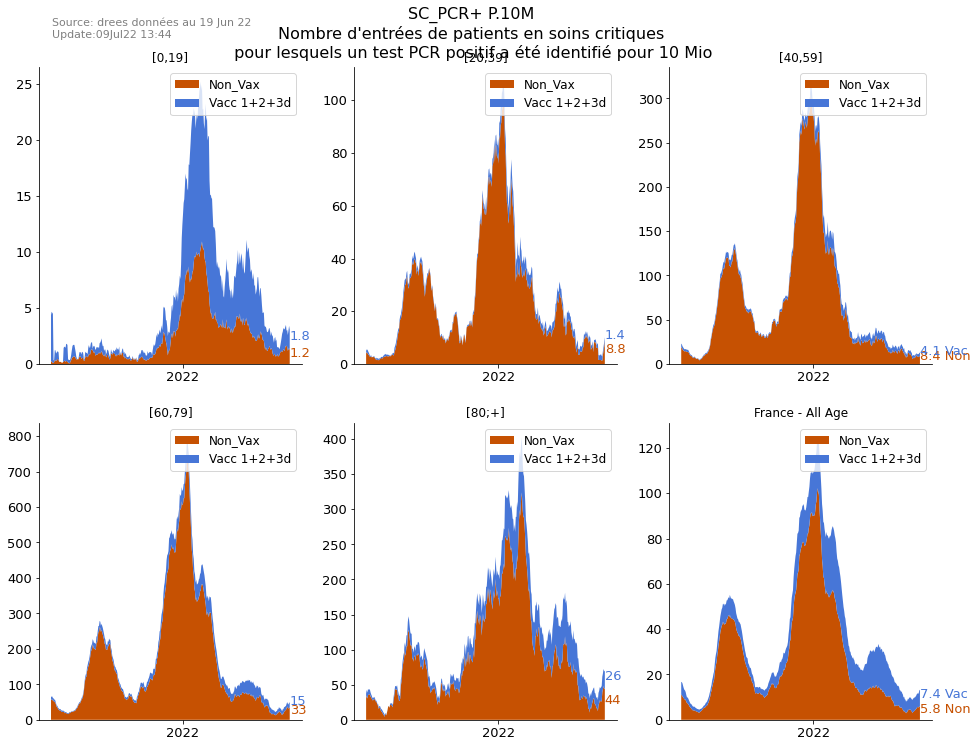 SC_PCR+ P.10M
Source: drees données au 19 Jun 22
Update:09Jul22 13:44
Nombre d'entrées de patients en soins critiques
pour lesquels un test PCR positif a été identifié pour 10 Mio
[0,19]
Non_Vax
Vacc 1+2+3d
25
20
15
10
5
0
1.8
1.2
2022
[20,39]
Non_Vax
Vacc 1+2+3d
100
80
60
40
20
0
1.4
8.8
2022
[40,59]
Non_Vax
Vacc 1+2+3d
300
250
200
150
100
50
0
4.1 Vac
8.4 Non
2022
[60,79]
Non_Vax
Vacc 1+2+3d
800
700
600
500
400
300
200
100
0
15
33
2022
[80;+]
Non_Vax
Vacc 1+2+3d
400
350
300
250
200
150
100
50
0
26
44
2022
France - All Age
Non_Vax
Vacc 1+2+3d
120
100
80
60
40
20
0
7.4 Vac
5.8 Non
2022